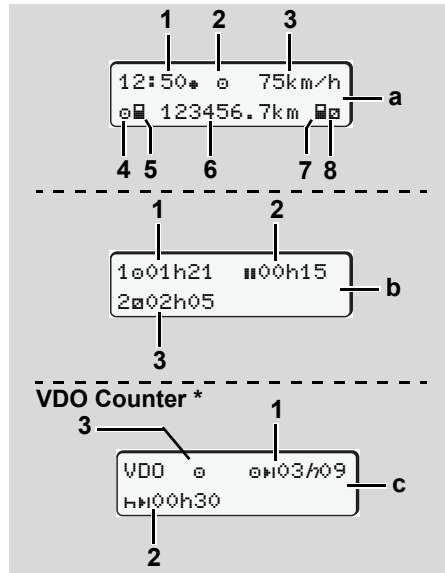 1 2 3
12:50 75km/h
a
123456.7km
4 5 6 7 8
1 2
1 01h21 00h15
b
2 02h05
3
VDO Counter *
1
3
VDO 03h09
c
00h30
2